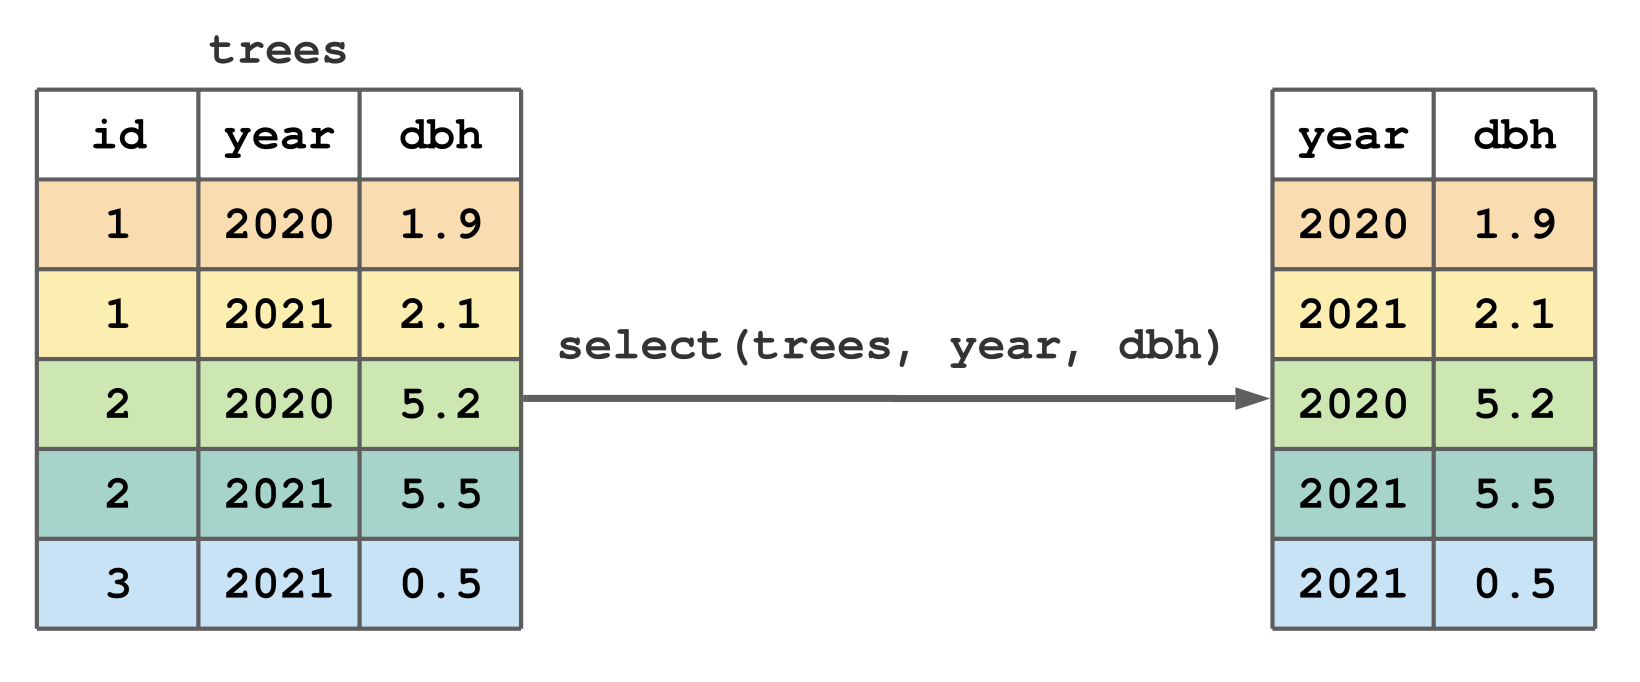 trees
id year dbh
1 2020 1.9
1 2021 2.1
2 2020 5.2
2 2021 5.5
3 2021 0.5
select(trees, year, dbh)
year dbh
2020 1.9
2021 2.1
2020 5.2
2021 5.5
2021 0.5